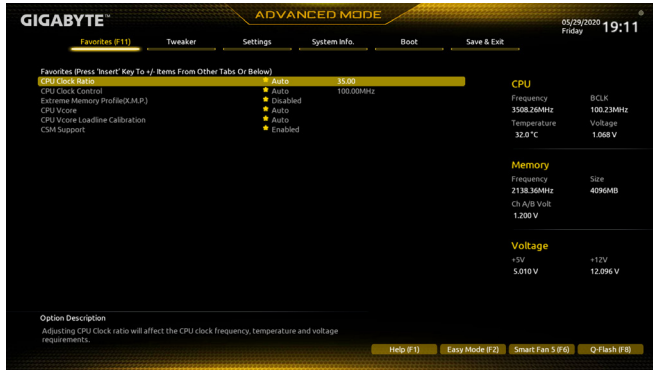 GIGABYTE™
ADVANCED MODE
05/29/2020 Friday 19:11
Favorites (F11) Tweaker Settings System Info. Boot Save & Exit
Favorites (Press 'Insert' Key To +/- Items From Other Tabs Or Below)
CPU Clock Ratio Auto 35.00
CPU Clock Control Auto 100.00MHz
Extreme Memory Profile(X.M.P.) Disabled
CPU Vcore Auto
CPU Vcore Loadline Calibration Auto
CSM Support Enabled
CPU
Frequency BCLK
3508.26MHz 100.23MHz
Temperature Voltage
32.0 °C 1.068 V
Memory
Frequency Size
2138.36MHz 4096MB
Ch A/B Volt
1.200 V
Voltage
+5V +12V
5.010 V 12.096 V
Option Description
Adjusting CPU Clock ratio will affect the CPU clock frequency, temperature and voltage
requirements.
Help (F1) Easy Mode (F2) Smart Fan 5 (F6) Q-Flash (F8)